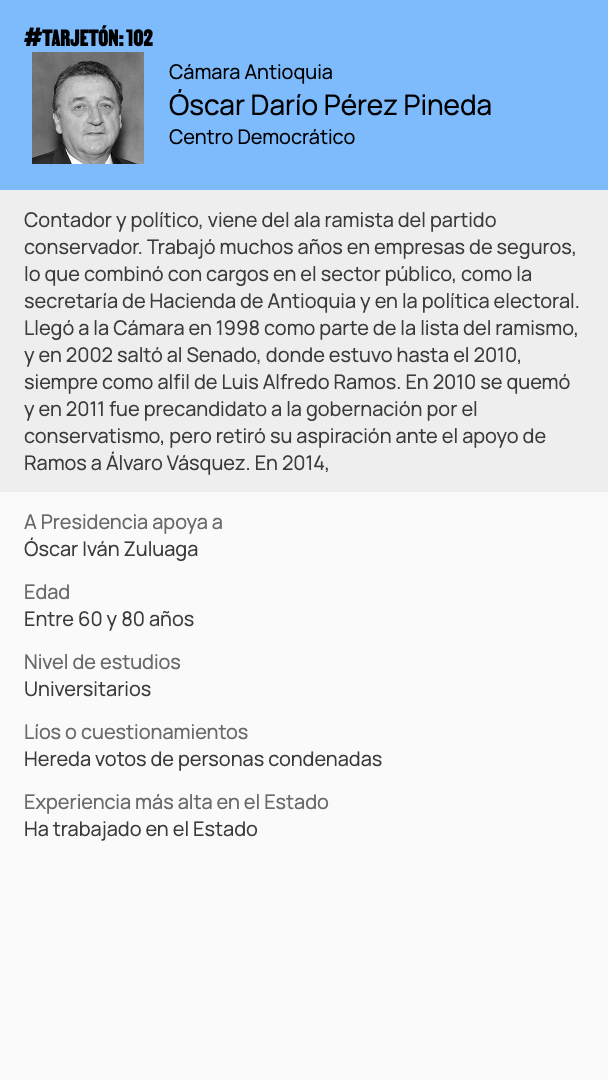 #TARJETÓN: 102
Cámara Antioquia
Óscar Darío Pérez Pineda
Centro Democrático
Contador y político, viene del ala ramista del partido
conservador. Trabajó muchos años en empresas de seguros,
lo que combinó con cargos en el sector público, como la
secretaría de Hacienda de Antioquia y en la política electoral.
Llegó a la Cámara en 1998 como parte de la lista del ramismo,
y en 2002 saltó al Senado, donde estuvo hasta el 2010,
siempre como alfil de Luis Alfredo Ramos. En 2010 se quemó
y en 2011 fue precandidato a la gobernación por el
conservatismo, pero retiró su aspiración ante el apoyo de
Ramos a Álvaro Vásquez. En 2014,
A Presidencia apoya a
Óscar Iván Zuluaga
Edad
Entre 60 y 80 años
Nivel de estudios
Universitarios
Líos o cuestionamientos
Hereda votos de personas condenadas
Experiencia más alta en el Estado
Ha trabajado en el Estado